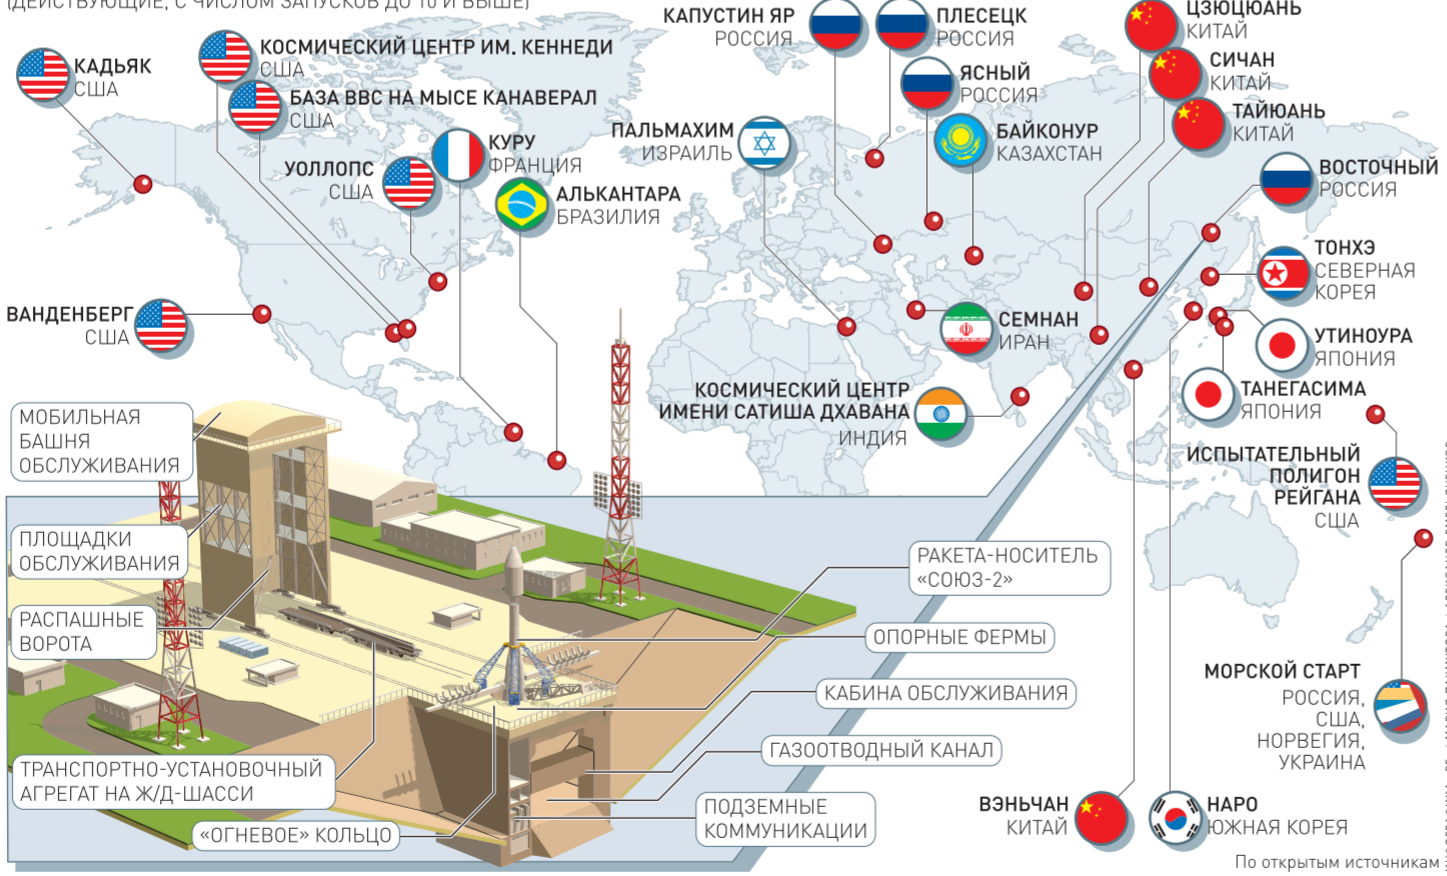 (ДЕЙСТВУЮЩИЕ, С ЧИСЛОМ ЗАПУСКОВ ДО 10 И ВЫШЕ)
КАДЬЯК
США
КОСМИЧЕСКИЙ ЦЕНТР ИМ. КЕННЕДИ
США
БАЗА ВВС НА МЫСЕ КАНАВЕРАЛ
США
УОЛЛОПС
США
КУРУ
ФРАНЦИЯ
АЛЬКАНТАРА
БРАЗИЛИЯ
ВАНДЕНБЕРГ
США
КАПУСТИН ЯР
РОССИЯ
ПЛЕСЕЦК
РОССИЯ
ЯСНЫЙ
РОССИЯ
ПАЛЬМАХИМ
ИЗРАИЛЬ
БАЙКОНУР
КАЗАХСТАН
ЦЗЮЦЮАНЬ
КИТАЙ
СИЧАН
КИТАЙ
ТАЙЮАНЬ
КИТАЙ
ВОСТОЧНЫЙ
РОССИЯ
ТОНХЭ
СЕВЕРНАЯ
КОРЕЯ
СЕМНАН
ИРАН
УТИНОУРА
ЯПОНИЯ
ТАНЕГАСИМА
ЯПОНИЯ
КОСМИЧЕСКИЙ ЦЕНТР
ИМЕНИ САТИША ДХАВАНА
ИНДИЯ
ИСПЫТАТЕЛЬНЫЙ
ПОЛИГОН
РЕЙГАНА
США
МОРСКОЙ СТАРТ
РОССИЯ,
США,
НОРВЕГИЯ,
УКРАИНА
ВЭНЬЧАН
КИТАЙ
НАРО
ЮЖНАЯ КОРЕЯ
МОБИЛЬНАЯ
БАШНЯ
ОБСЛУЖИВАНИЯ
ПЛОЩАДКИ
ОБСЛУЖИВАНИЯ
РАСПАШНЫЕ
ВОРОТА
ТРАНСПОРТНО-УСТАНОВОЧНЫЙ
АГРЕГАТ НА Ж/Д-ШАССИ
«ОГНЕВОЕ» КОЛЬЦО
РАКЕТА-НОСИТЕЛЬ
«СОЮЗ-2»
ОПОРНЫЕ ФЕРМЫ
КАБИНА ОБСЛУЖИВАНИЯ
ГАЗООТВОДНЫЙ КАНАЛ
ПОДЗЕМНЫЕ
КОММУНИКАЦИИ
По открытым источникам